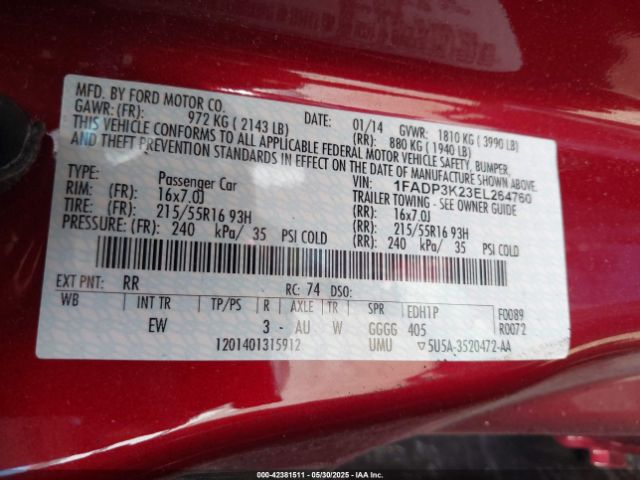 MFD. BY FORD MOTOR CO.
DATE: 01/14 GVWR: 1810 KG ( 3990 LB)
GAWR: (FR): 972 KG ( 2143 LB) (RR): 880 KG ( 1940 LB)
THIS VEHICLE CONFORMS TO ALL APPLICABLE FEDERAL MOTOR VEHICLE SAFETY, BUMPER,
AND THEFT PREVENTION STANDARDS IN EFFECT ON THE DATE OF MANUFACTURE SHOWN ABOVE.
VIN: 1FADP3K23EL264760
TYPE: Passenger Car TRAILER TOWING - SEE OWNER GUIDE
RIM: (FR): 16x7.0J (RR): 16x7.0J
TIRE: (FR): 215/55R16 93H (RR): 215/55R16 93H
PRESSURE: (FR): 240 kPa/ 35 PSI COLD (RR): 240 kPa/ 35 PSI COLD
EXT PNT: RR RC: 74 DSO:
WB INT TR TP/PS R AXLE TR SPR EDH1P F0089
EW 3 - AU W GGGG 405 R0072
1201401315912 UMU ▽5U5A-3520472-AA
000-42381511 — 05/30/2025 — IAA Inc.